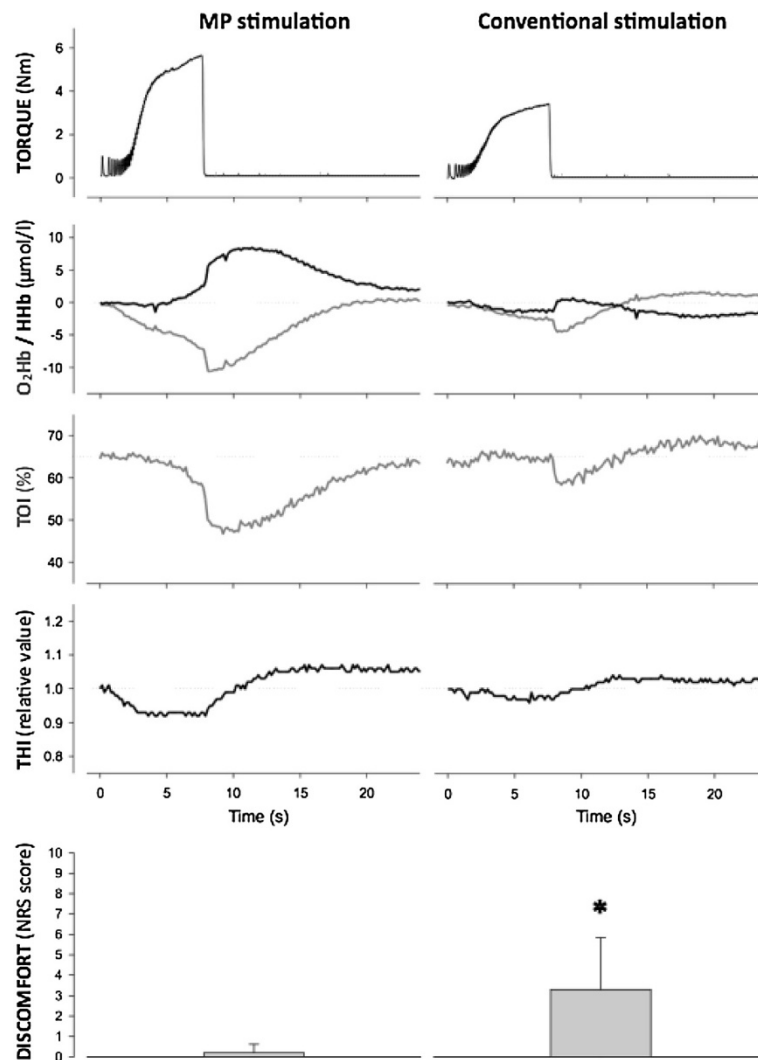 MP stimulation
Conventional stimulation
TORQUE (Nm)
6
4
2
0
O₂Hb / HHb (µmol/l)
10
5
0
-5
-10
TOI (%)
70
60
50
40
THI (relative value)
1.2
1.1
1.0
0.9
0.8
0 5 10 15 20
0 5 10 15 20
Time (s)
Time (s)
DISCOMFORT (NRS score)
10
9
8
7
6
5
4
3
2
1
0
*